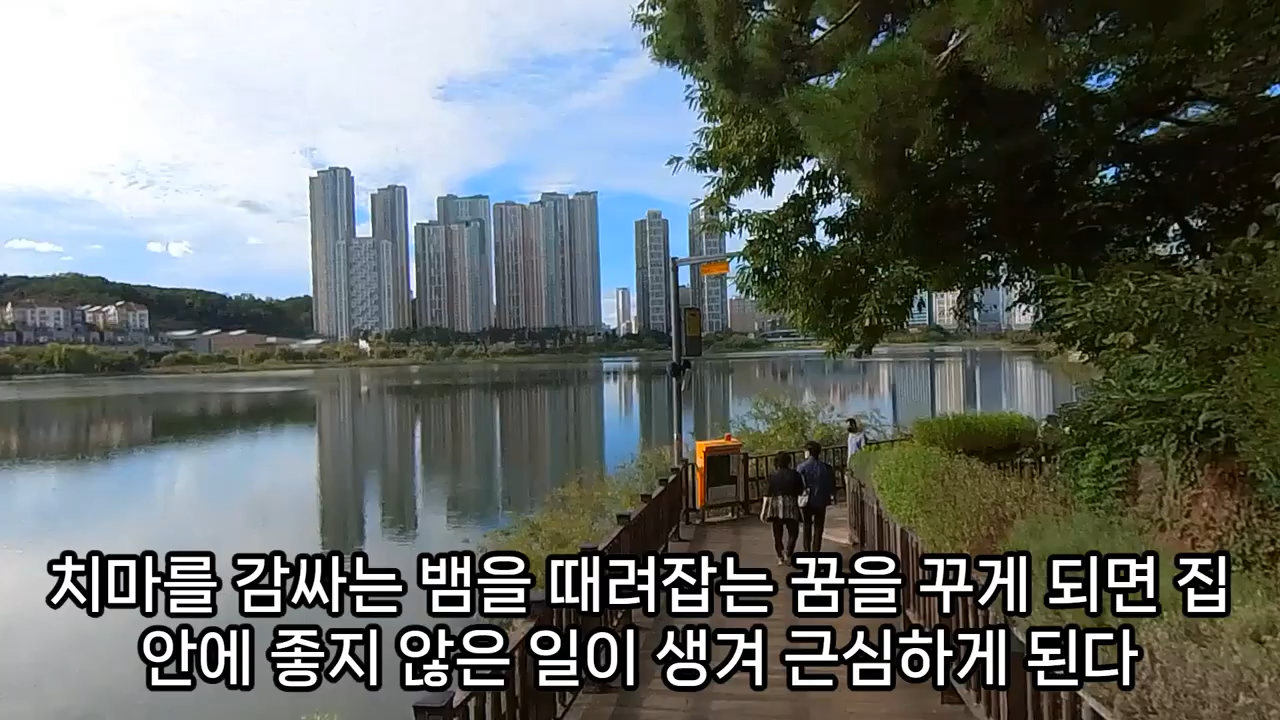 치마를 감싸는 뱀을 때려잡는 꿈을 꾸게 되면 집
안에 좋지 않은 일이 생겨 근심하게 된다